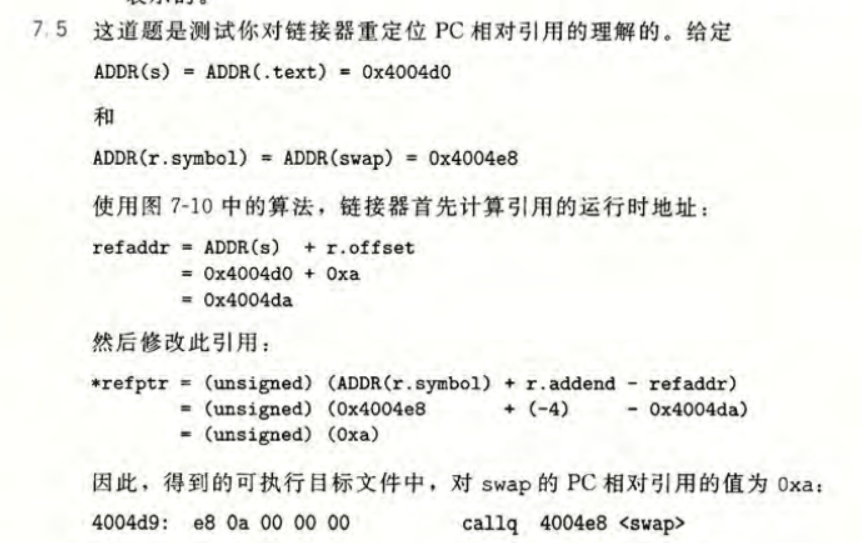 表示的。
7.5 这道题是测试你对链接器重定位 PC 相对引用的理解的。给定
ADDR(s) = ADDR(.text) = 0x4004d0
和
ADDR(r.symbol) = ADDR(swap) = 0x4004e8
使用图 7-10 中的算法，链接器首先计算引用的运行时地址：
refaddr = ADDR(s) + r.offset
= 0x4004d0 + 0xa
= 0x4004da
然后修改此引用：
*refptr = (unsigned) (ADDR(r.symbol) + r.addend - refaddr)
= (unsigned) (0x4004e8 + (-4) - 0x4004da)
= (unsigned) (0xa)
因此，得到的可执行目标文件中，对 swap 的 PC 相对引用的值为 0xa：
4004d9: e8 0a 00 00 00 callq 4004e8 <swap>